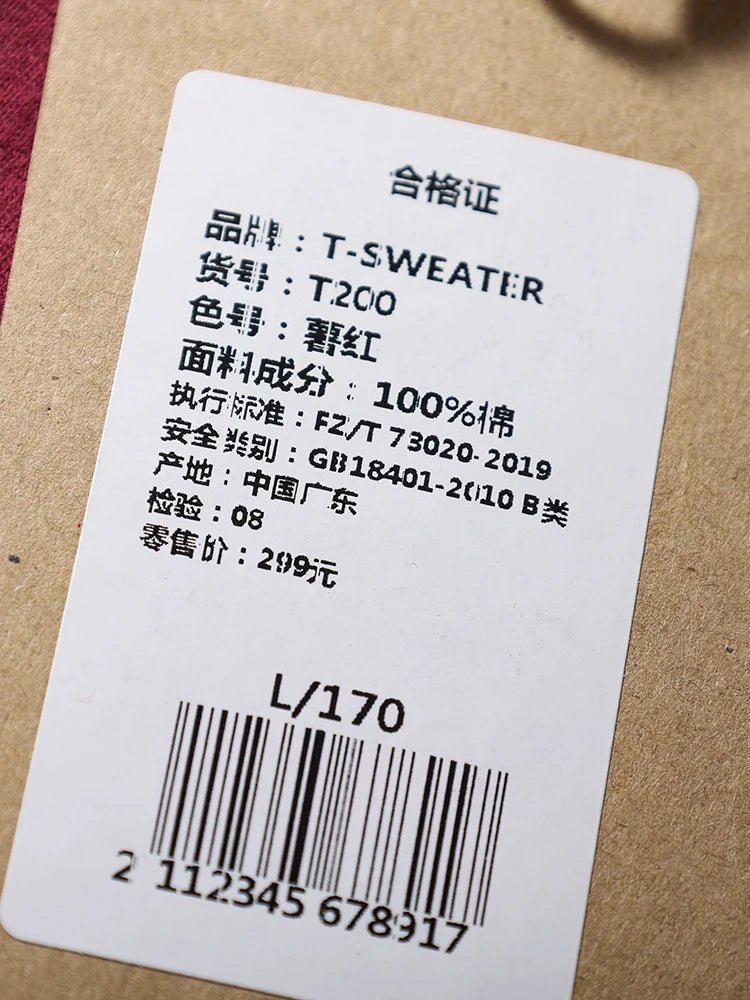 合格证
品牌：T-SWEATER
货号：T200
色号：薯红
面料成分：100%棉
执行标准：FZ/T 73020-2019
安全类别：GB18401-2010 B类
产地：中国广东
检验：08
零售价：299元
L/170
2 112345 678917